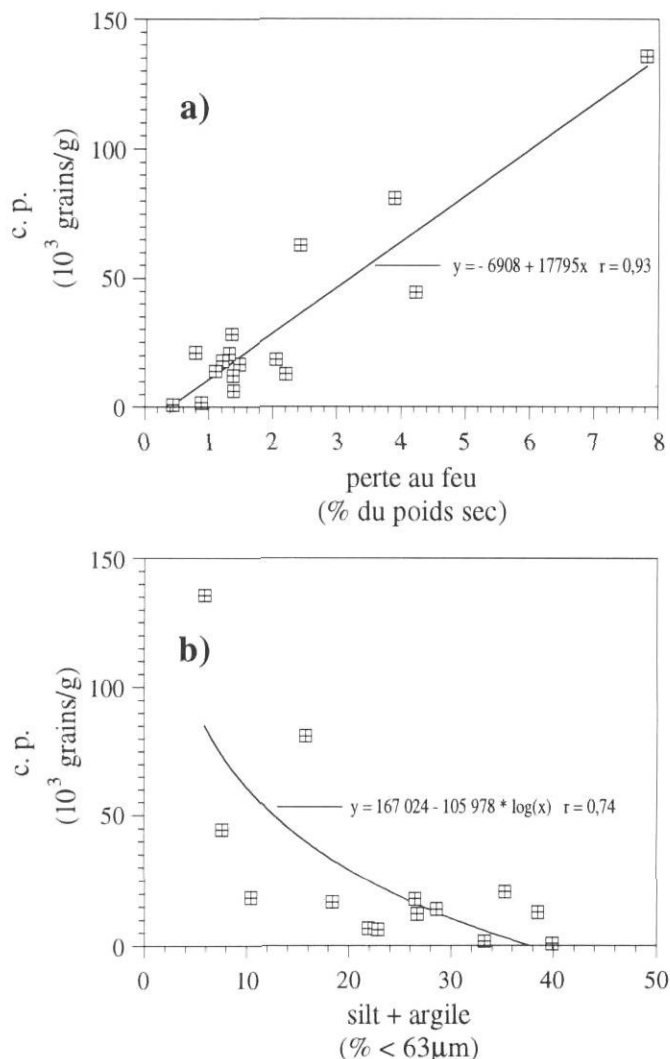 150
100
50
0
c. p.
(10³ grains/g)
a)
y = - 6908 + 17795x r = 0,93
0 1 2 3 4 5 6 7 8
perte au feu
(% du poids sec)
150
100
50
0
c. p.
(10³ grains/g)
b)
y = 167 024 - 105 978 * log(x) r = 0,74
0 10 20 30 40 50
silt + argile
(% < 63µm)